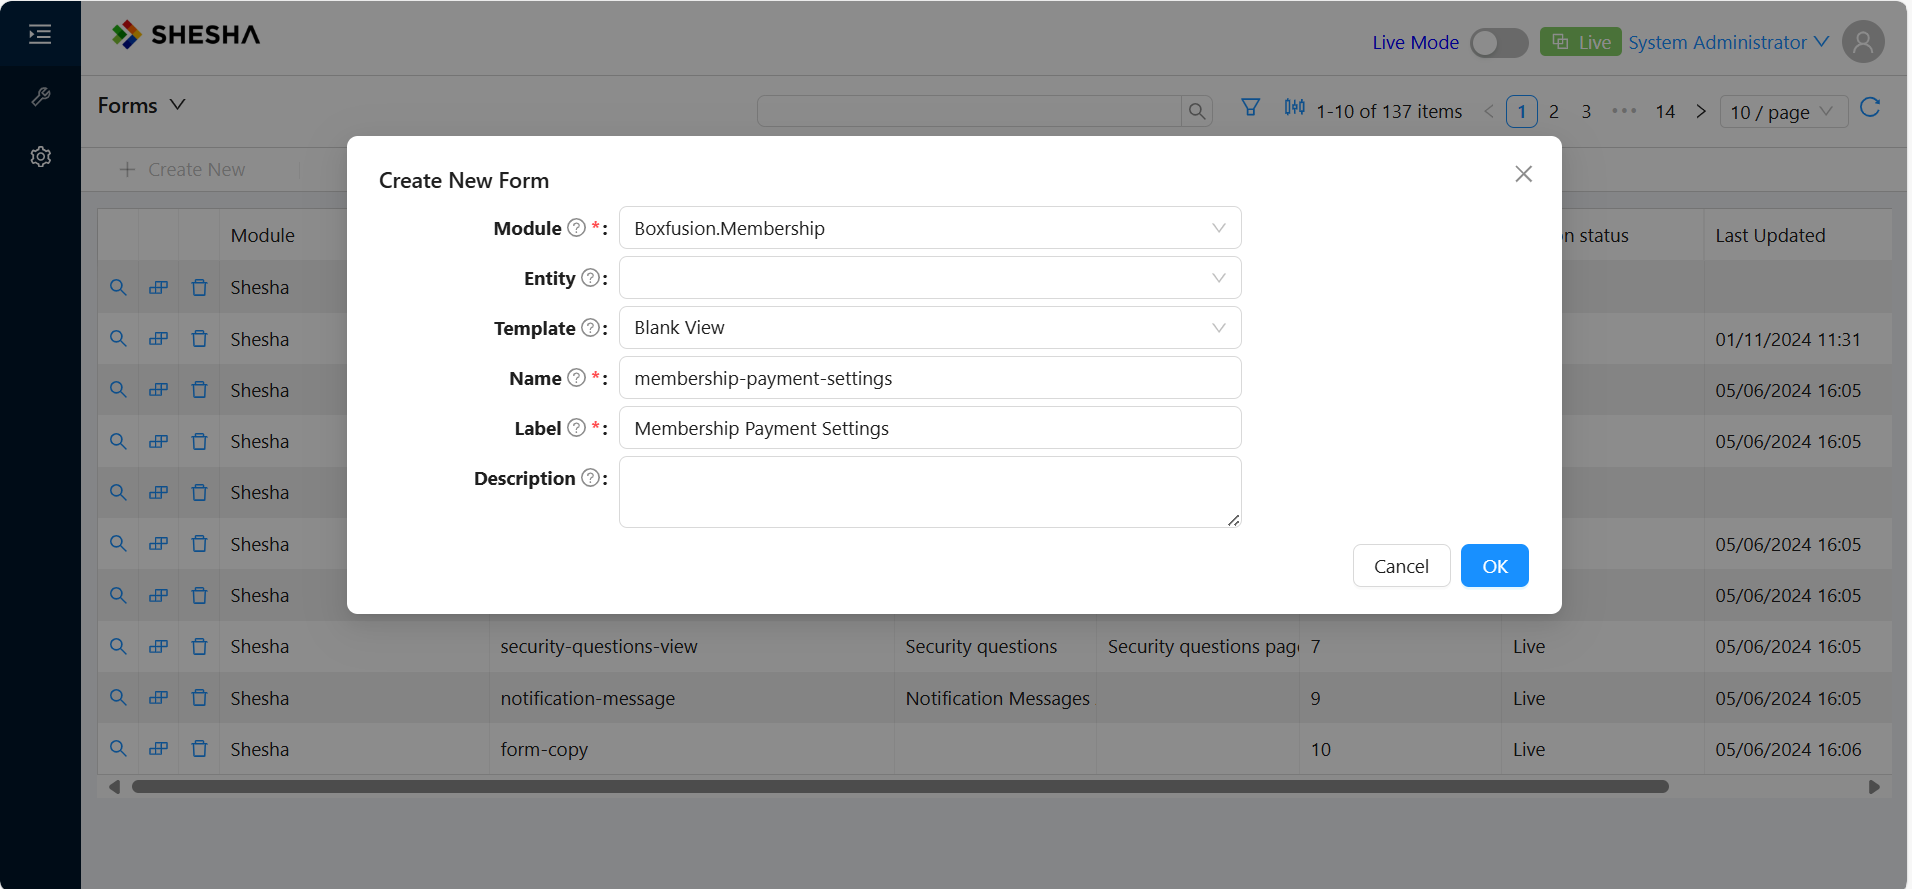 SHESHA
Live Mode Live System Administrator
Forms 1-10 of 137 items 1 2 3 ••• 14 10 / page
+ Create New
Create New Form
Module ? * : Boxfusion.Membership
Entity ? :
Template ? : Blank View
Name ? * : membership-payment-settings
Label ? * : Membership Payment Settings
Description ? :
Cancel OK
Module n status Last Updated
Shesha
Shesha 01/11/2024 11:31
Shesha 05/06/2024 16:05
Shesha 05/06/2024 16:05
Shesha
Shesha 05/06/2024 16:05
Shesha 05/06/2024 16:05
Shesha security-questions-view Security questions Security questions page 7 Live 05/06/2024 16:05
Shesha notification-message Notification Messages 9 Live 05/06/2024 16:05
Shesha form-copy 10 Live 05/06/2024 16:06